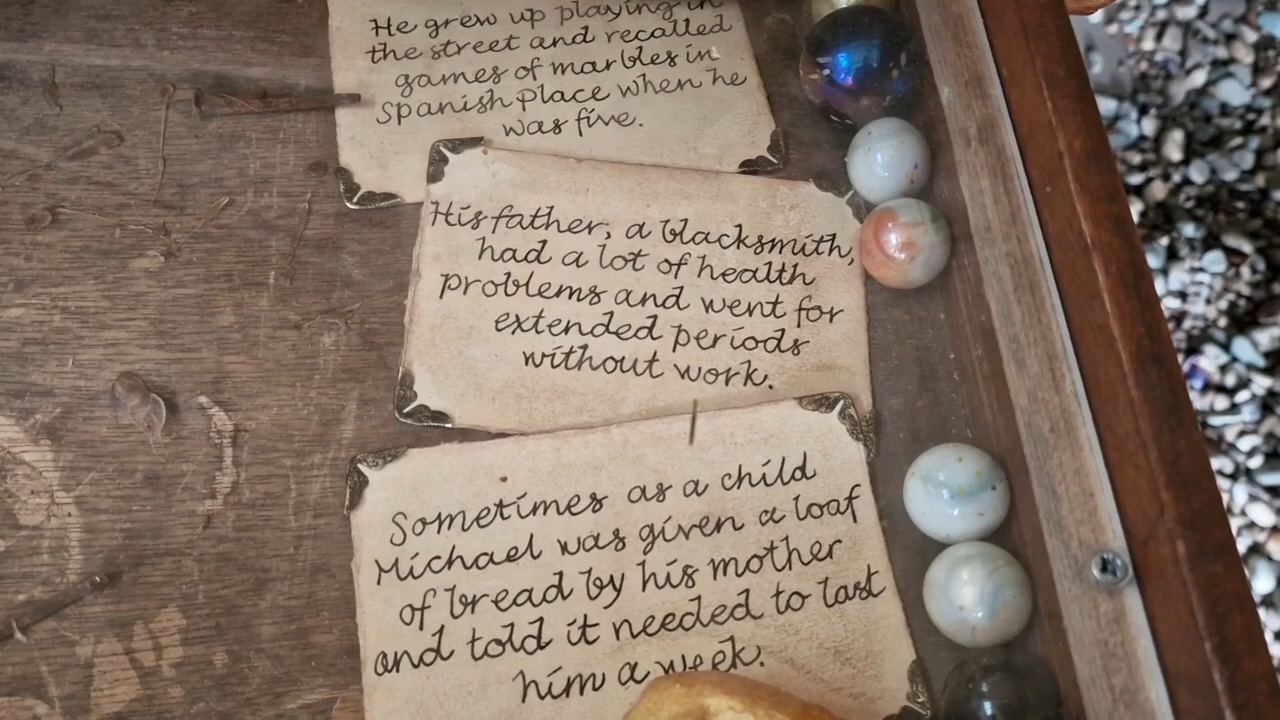 He grew up playing in
the street and recalled
games of marbles in
Spanish Place when he
was five.
His father, a blacksmith,
had a lot of health
problems and went for
extended periods
without work.
Sometimes as a child
Michael was given a loaf
of bread by his mother
and told it needed to last
him a week.